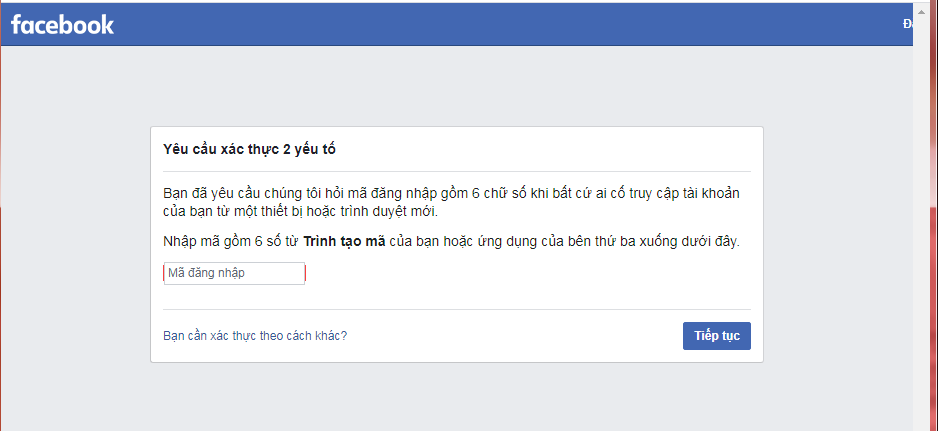 facebook
Yêu cầu xác thực 2 yếu tố
Bạn đã yêu cầu chúng tôi hỏi mã đăng nhập gồm 6 chữ số khi bất cứ ai cố truy cập tài khoản
của bạn từ một thiết bị hoặc trình duyệt mới.
Nhập mã gồm 6 số từ Trình tạo mã của bạn hoặc ứng dụng của bên thứ ba xuống dưới đây.
Mã đăng nhập
Bạn cần xác thực theo cách khác?
Tiếp tục